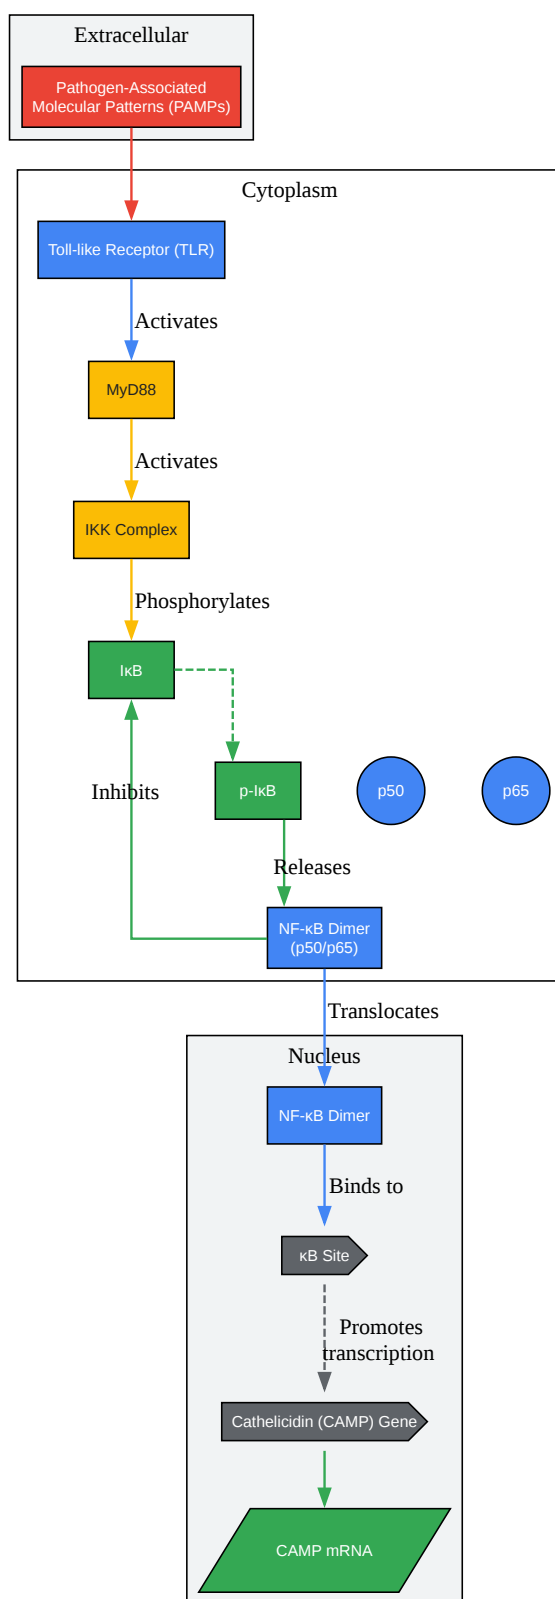 Extracellular
Pathogen-Associated
Molecular Patterns (PAMPs)
Cytoplasm
Toll-like Receptor (TLR)
Activates
MyD88
Activates
IKK Complex
Phosphorylates
IκB
Inhibits
p-IκB
p50
p65
Releases
NF-κB Dimer
(p50/p65)
Translocates
Nucleus
NF-κB Dimer
Binds to
κB Site
Promotes
transcription
Cathelicidin (CAMP) Gene
CAMP mRNA